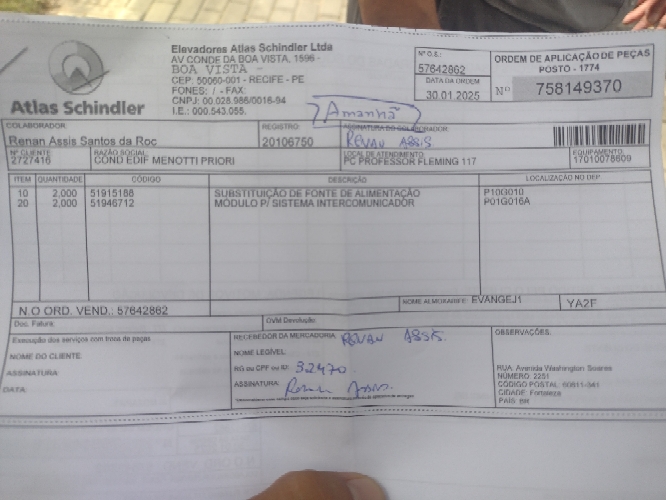 Atlas Schindler
Elevadores Atlas Schindler Ltda
AV CONDE DA BOA VISTA, 1596 -
BOA VISTA -
CEP: 50060-001 - RECIFE - PE
FONES: / - FAX:
CNPJ: 00.028.986/0016-94
I.E.: 000.543.055.
Amanhã
Nº O.E.:
57642862
DATA DA ORDEM
30.01.2025
ORDEM DE APLICAÇÃO DE PEÇAS
POSTO - 1774
Nº 758149370
COLABORADOR:
Renan Assis Santos da Roc
REGISTRO:
20106750
ASSINATURA DO COLABORADOR:
RENAN ASSIS
Nº CLIENTE
2727416
RAZÃO SOCIAL:
COND EDIF MENOTTI PRIORI
LOCAL DE ATENDIMENTO:
PC PROFESSOR FLEMING 117
EQUIPAMENTO:
17010078609
ITEM QUANTIDADE CÓDIGO DESCRIÇÃO LOCALIZAÇÃO NO DEP
10 2,000 51915188 SUBSTITUIÇÃO DE FONTE DE ALIMENTAÇÃO P10G010
20 2,000 51946712 MÓDULO P/ SISTEMA INTERCOMUNICADOR P01G016A
N.O ORD. VEND.: 57642862
NOME ALMOXARIFE: EVANGEJ1 YA2F
Doc. Fatura: OVM Devolução:
Execução dos serviços com troca de peças
NOME DO CLIENTE
ASSINATURA
DATA:
RECEBEDOR DA MERCADORIA: RENAN ASSIS.
NOME LEGÍVEL:
RG ou CPF ou ID: 32470
ASSINATURA: Renan Assis.
OBSERVAÇÕES:
RUA: Avenida Washington Soares
NÚMERO: 2251
CÓDIGO POSTAL: 60811-341
CIDADE: Fortaleza
PAÍS: BR